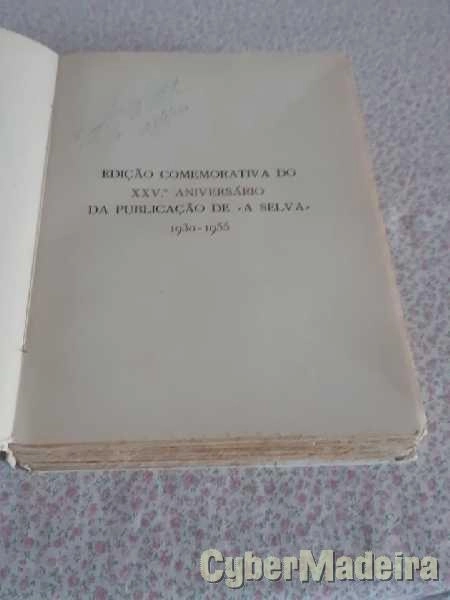 EDIÇÃO COMEMORATIVA DO
XXV.º ANIVERSÁRIO
DA PUBLICAÇÃO DE «A SELVA»
1930-1955
CyberMadeira